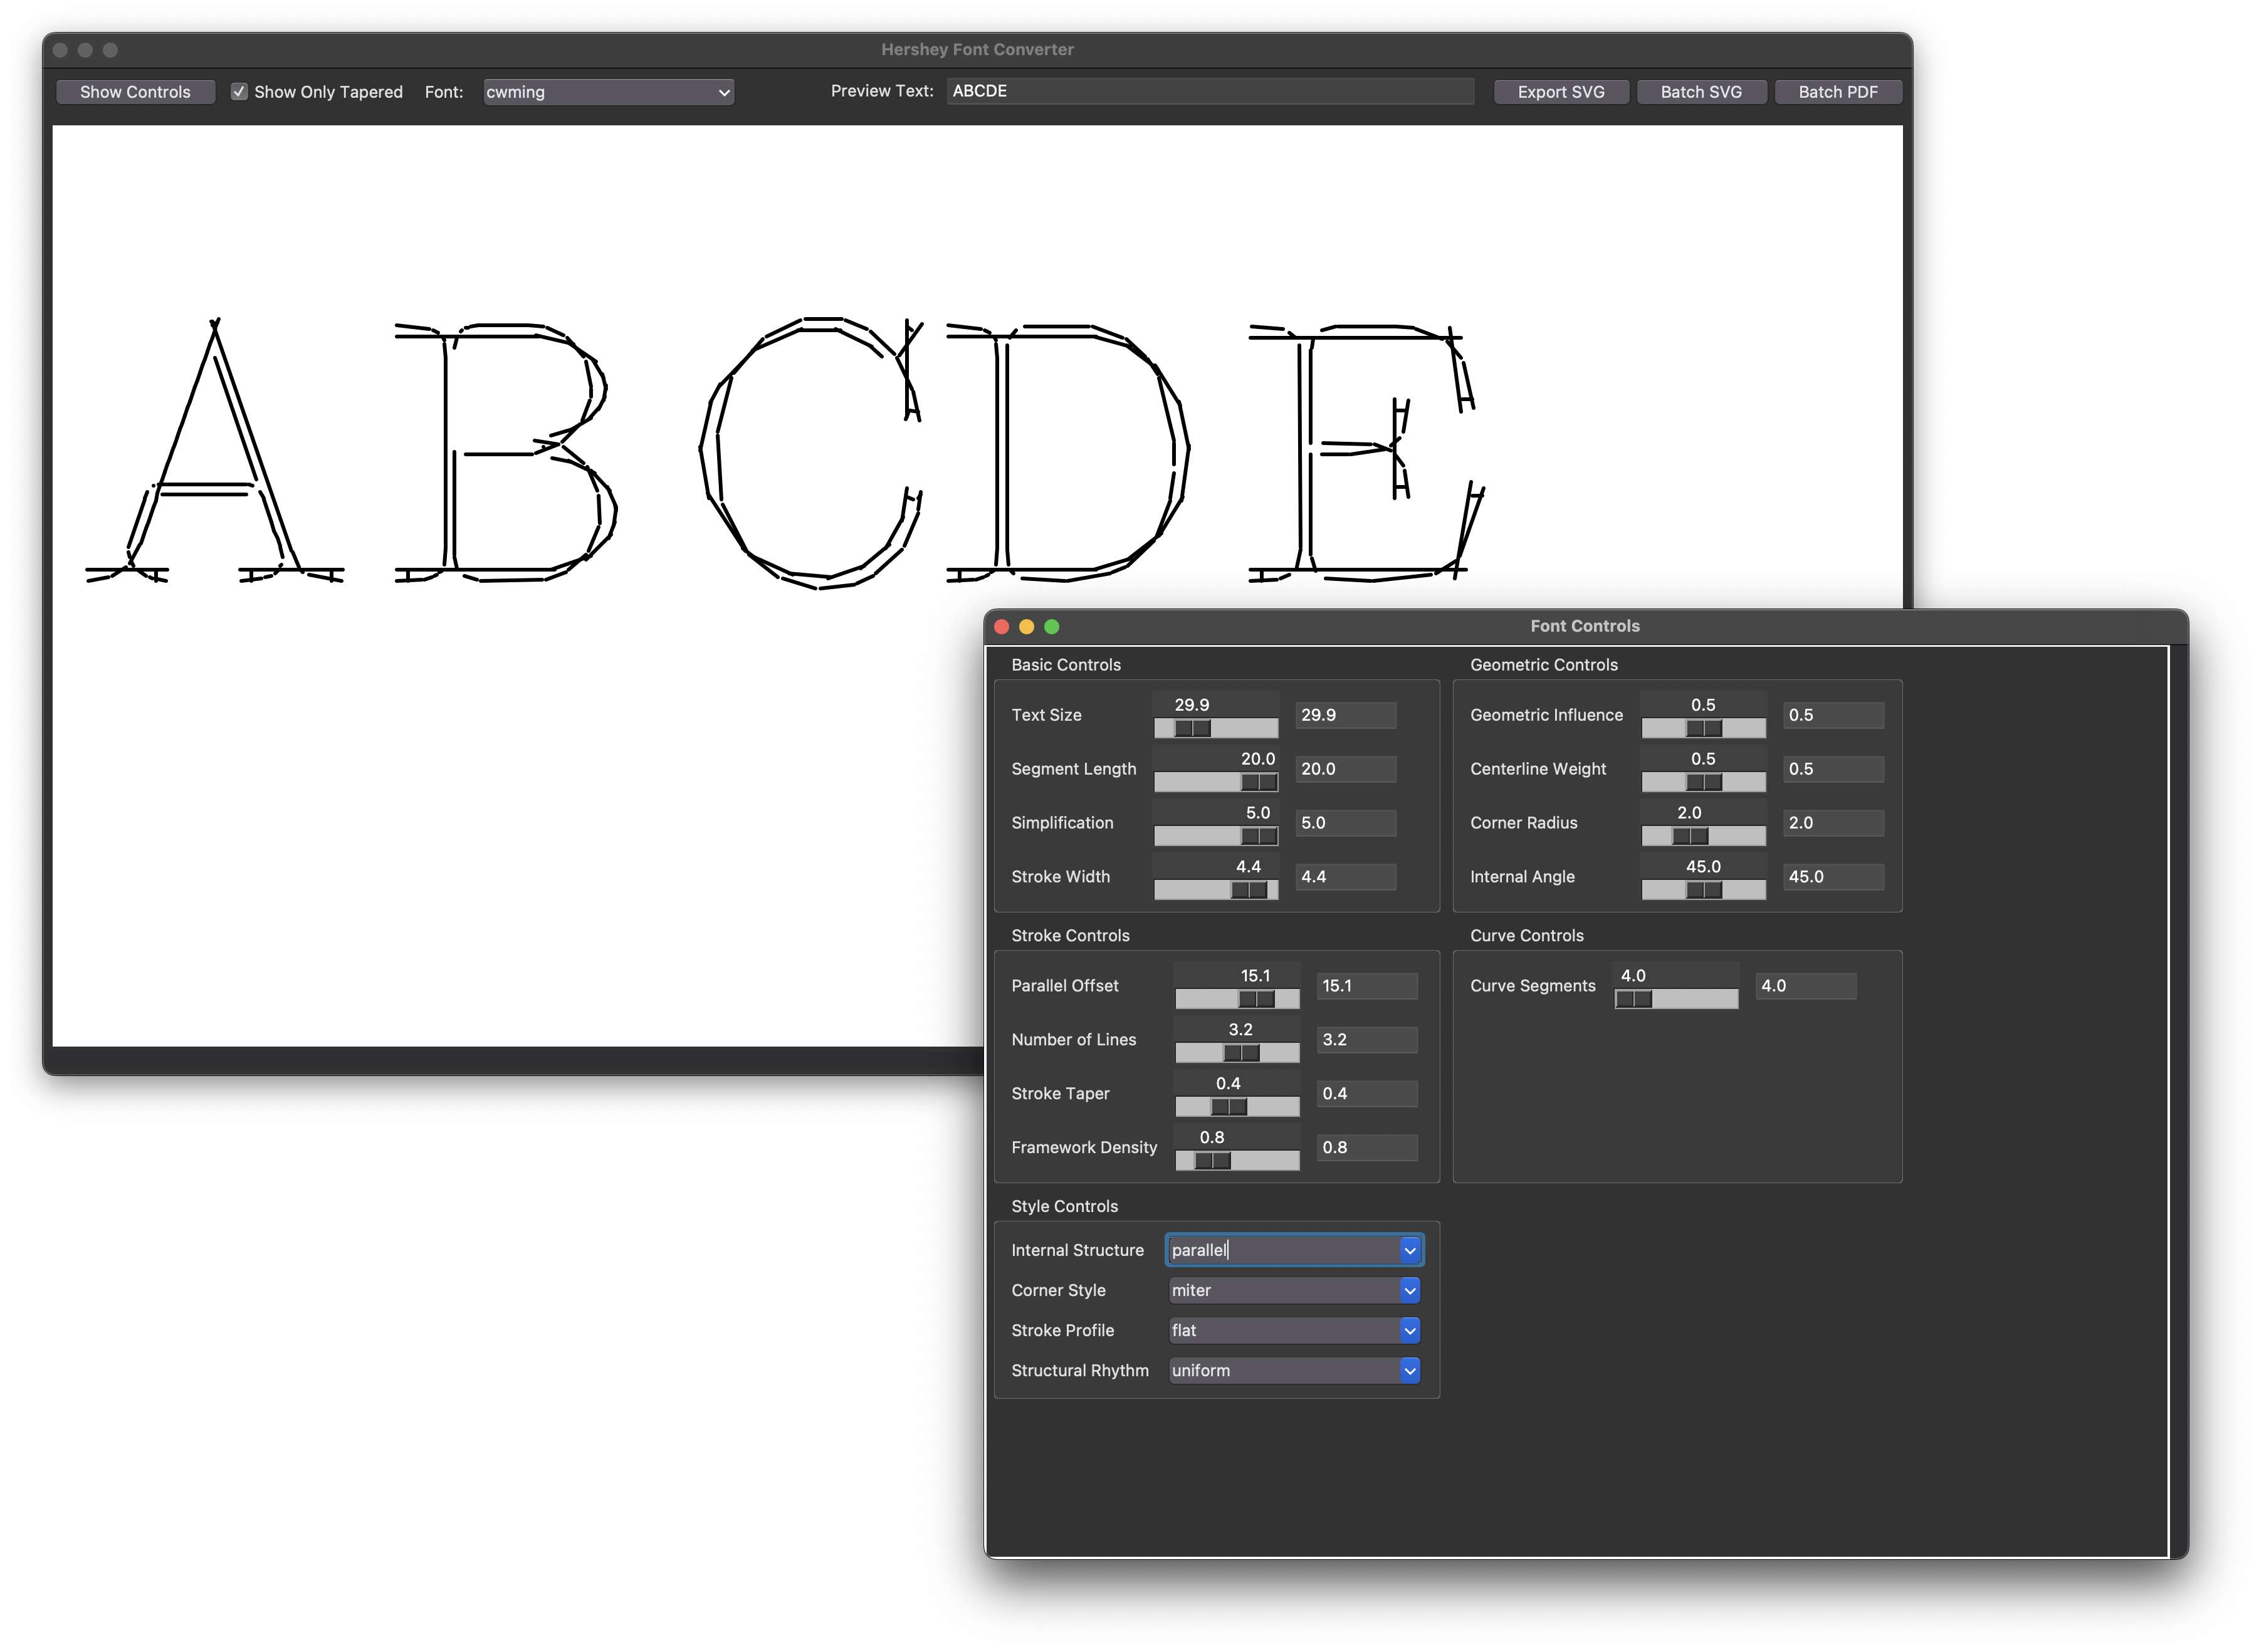 Hershey Font Converter
Show Controls Show Only Tapered Font: cwming Preview Text: ABCDE Export SVG Batch SVG Batch PDF
A B C D E
Font Controls
Basic Controls
Text Size 29.9 29.9
Segment Length 20.0 20.0
Simplification 5.0 5.0
Stroke Width 4.4 4.4
Geometric Controls
Geometric Influence 0.5 0.5
Centerline Weight 0.5 0.5
Corner Radius 2.0 2.0
Internal Angle 45.0 45.0
Stroke Controls
Parallel Offset 15.1 15.1
Number of Lines 3.2 3.2
Stroke Taper 0.4 0.4
Framework Density 0.8 0.8
Curve Controls
Curve Segments 4.0 4.0
Style Controls
Internal Structure parallel
Corner Style miter
Stroke Profile flat
Structural Rhythm uniform